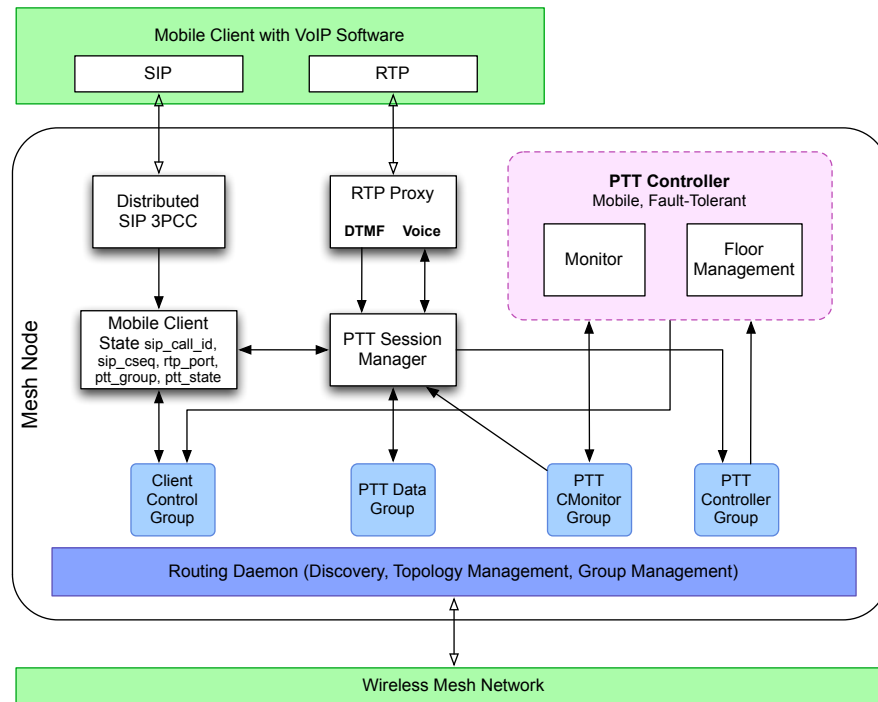 Mobile Client with VoIP Software
SIP
RTP
Mesh Node
Distributed
SIP 3PCC
RTP Proxy
DTMF Voice
PTT Controller
Mobile, Fault-Tolerant
Monitor
Floor
Management
Mobile Client
State sip_call_id,
sip_cseq, rtp_port,
ptt_group, ptt_state
PTT Session
Manager
Client
Control
Group
PTT Data
Group
PTT
CMonitor
Group
PTT
Controller
Group
Routing Daemon (Discovery, Topology Management, Group Management)
Wireless Mesh Network